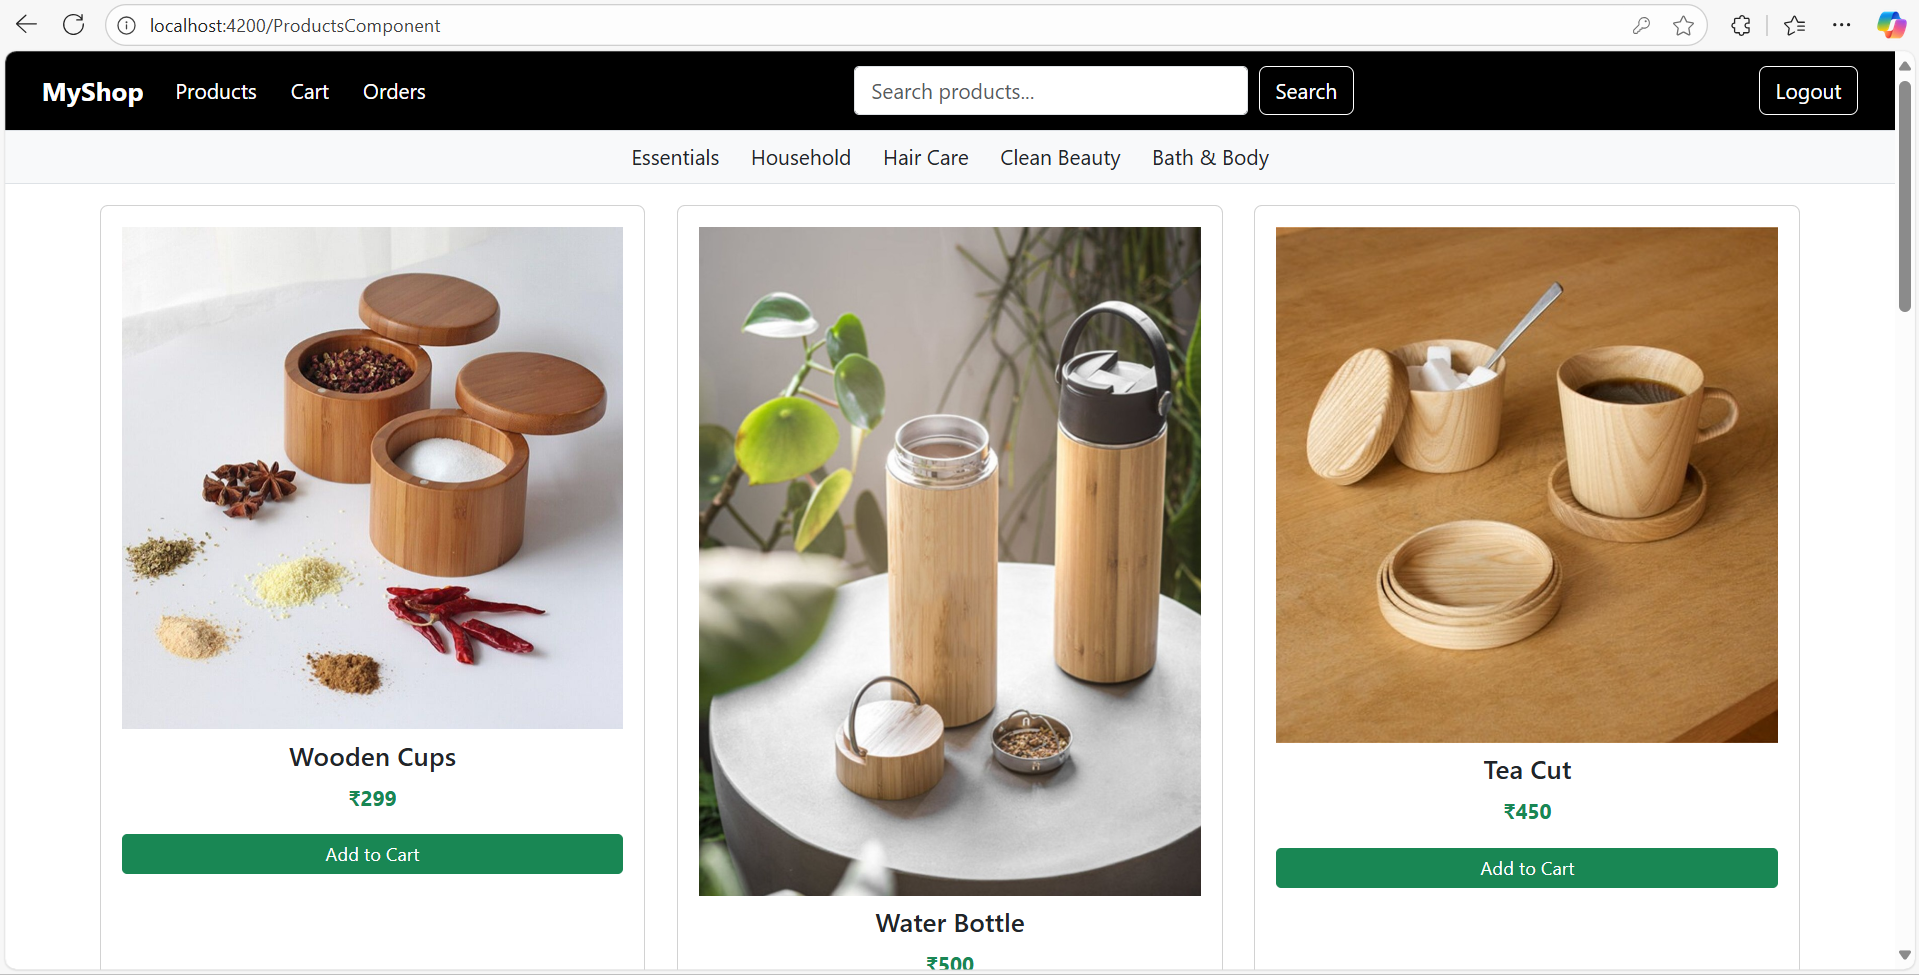 localhost:4200/ProductsComponent
MyShop Products Cart Orders Search products... Search Logout
Essentials Household Hair Care Clean Beauty Bath & Body
Wooden Cups
₹299
Add to Cart
Water Bottle
₹500
Tea Cut
₹450
Add to Cart